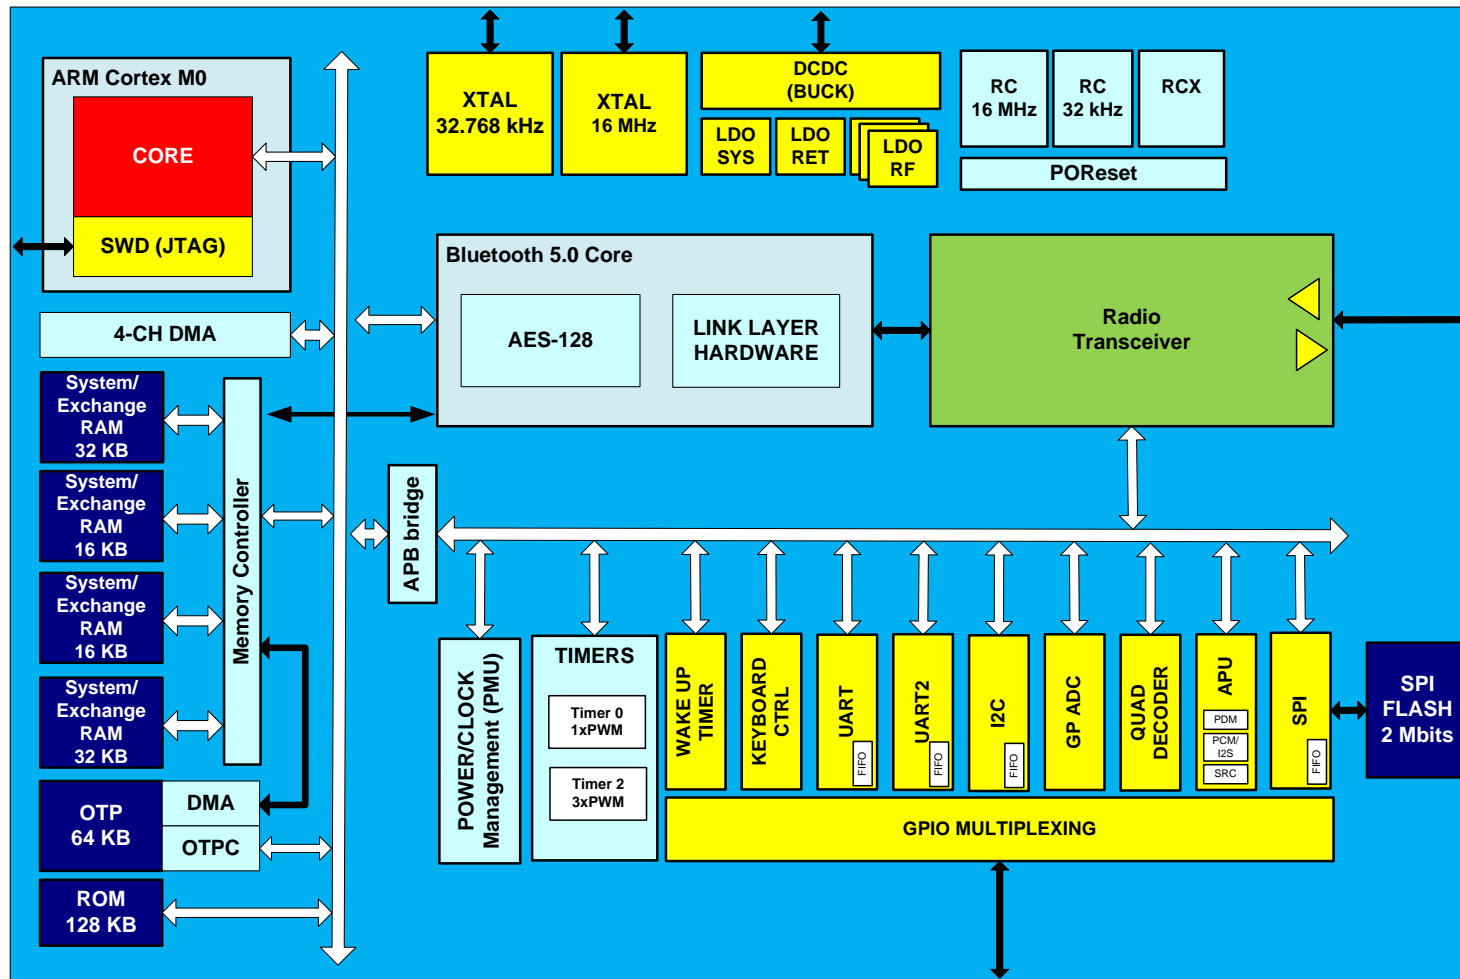 ARM Cortex M0
CORE
SWD (JTAG)
XTAL
32.768 kHz
XTAL
16 MHz
DCDC
(BUCK)
LDO
SYS
LDO
RET
LDO
RF
RC
16 MHz
RC
32 kHz
RCX
POReset
4-CH DMA
Bluetooth 5.0 Core
AES-128
LINK LAYER
HARDWARE
Radio
Transceiver
System/
Exchange
RAM
32 KB
System/
Exchange
RAM
16 KB
System/
Exchange
RAM
16 KB
System/
Exchange
RAM
32 KB
Memory Controller
APB bridge
OTP
64 KB
DMA
OTPC
ROM
128 KB
POWER/CLOCK
Management (PMU)
TIMERS
Timer 0
1xPWM
Timer 2
3xPWM
WAKE UP
TIMER
KEYBOARD
CTRL
UART
FIFO
UART2
FIFO
I2C
FIFO
GP ADC
QUAD
DECODER
APU
PDM
PCM/
I2S
SRC
SPI
FIFO
SPI
FLASH
2 Mbits
GPIO MULTIPLEXING